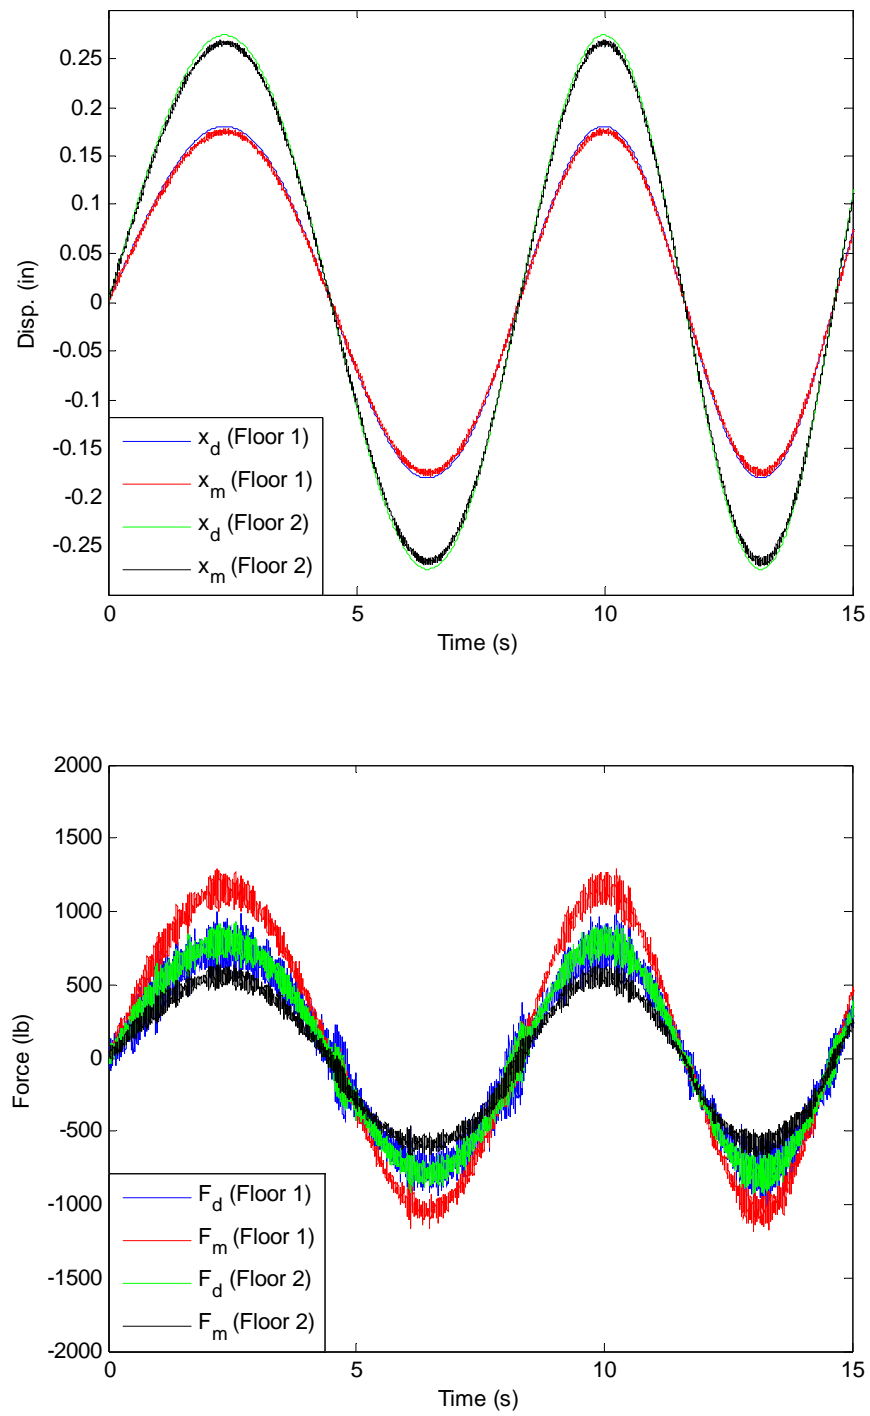 0.25
0.2
0.15
0.1
0.05
0
-0.05
-0.1
-0.15
-0.2
-0.25
Disp. (in)
x_d (Floor 1)
x_m (Floor 1)
x_d (Floor 2)
x_m (Floor 2)
0 5 10 15
Time (s)
2000
1500
1000
500
0
-500
-1000
-1500
-2000
Force (lb)
F_d (Floor 1)
F_m (Floor 1)
F_d (Floor 2)
F_m (Floor 2)
0 5 10 15
Time (s)